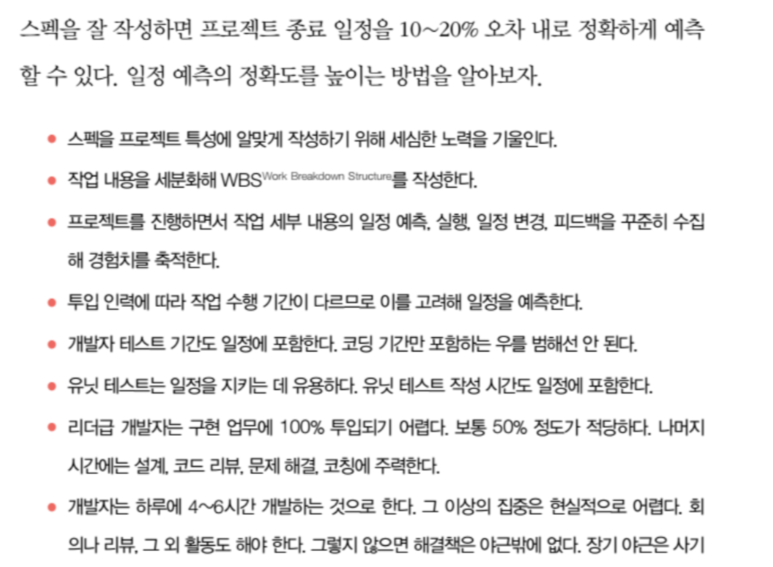 스펙을 잘 작성하면 프로젝트 종료 일정을 10~20% 오차 내로 정확하게 예측
할 수 있다. 일정 예측의 정확도를 높이는 방법을 알아보자.
• 스펙을 프로젝트 특성에 알맞게 작성하기 위해 세심한 노력을 기울인다.
• 작업 내용을 세분화해 WBS Work Breakdown Structure를 작성한다.
• 프로젝트를 진행하면서 작업 세부 내용의 일정 예측, 실행, 일정 변경, 피드백을 꾸준히 수집
해 경험치를 축적한다.
• 투입 인력에 따라 작업 수행 기간이 다르므로 이를 고려해 일정을 예측한다.
• 개발자 테스트 기간도 일정에 포함한다. 코딩 기간만 포함하는 우를 범해선 안 된다.
• 유닛 테스트는 일정을 지키는 데 유용하다. 유닛 테스트 작성 시간도 일정에 포함한다.
• 리더급 개발자는 구현 업무에 100% 투입되기 어렵다. 보통 50% 정도가 적당하다. 나머지
시간에는 설계, 코드 리뷰, 문제 해결, 코칭에 주력한다.
• 개발자는 하루에 4~6시간 개발하는 것으로 한다. 그 이상의 집중은 현실적으로 어렵다. 회
의나 리뷰, 그 외 활동도 해야 한다. 그렇지 않으면 해결책은 야근밖에 없다. 장기 야근은 사기